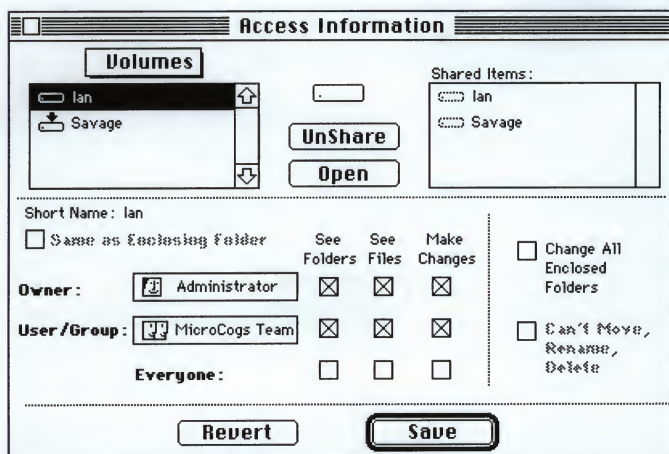 Access Information
Volumes
Ian
Savage
UnShare
Open
Shared Items:
Ian
Savage
Short Name: Ian
Same as Enclosing Folder
See Folders
See Files
Make Changes
Owner:
Administrator
User/Group:
MicroCogs Team
Everyone:
Change All
Enclosed
Folders
Can't Move,
Rename,
Delete
Revert
Save